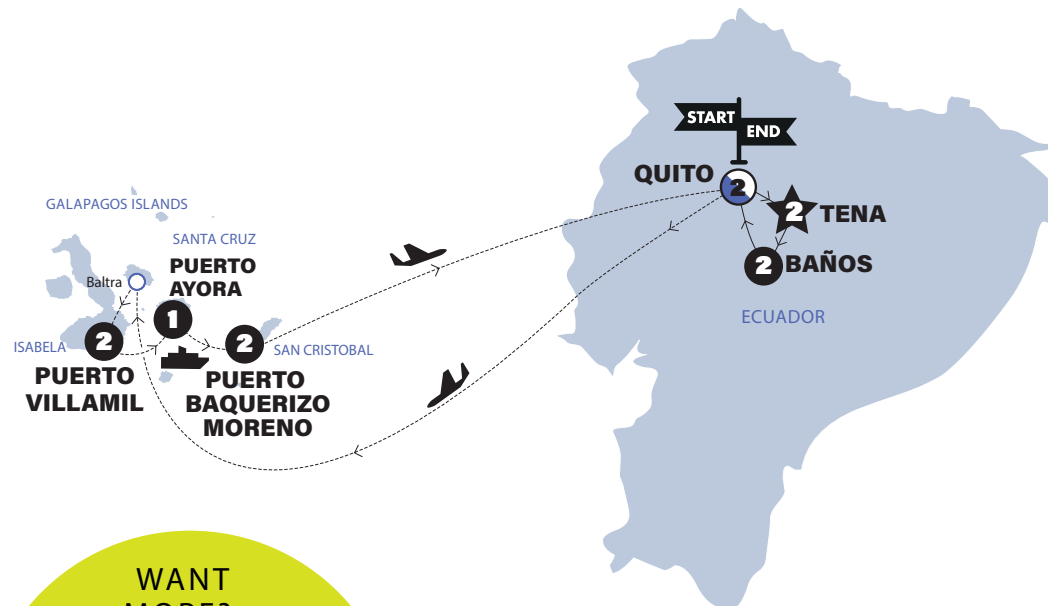 START
END
QUITO
2
2
TENA
2
BAÑOS
ECUADOR
GALAPAGOS ISLANDS
SANTA CRUZ
PUERTO
AYORA
Baltra
1
ISABELA
2
2
SAN CRISTOBAL
PUERTO
VILLAMIL
PUERTO
BAQUERIZO
MORENO
WANT
MORE?